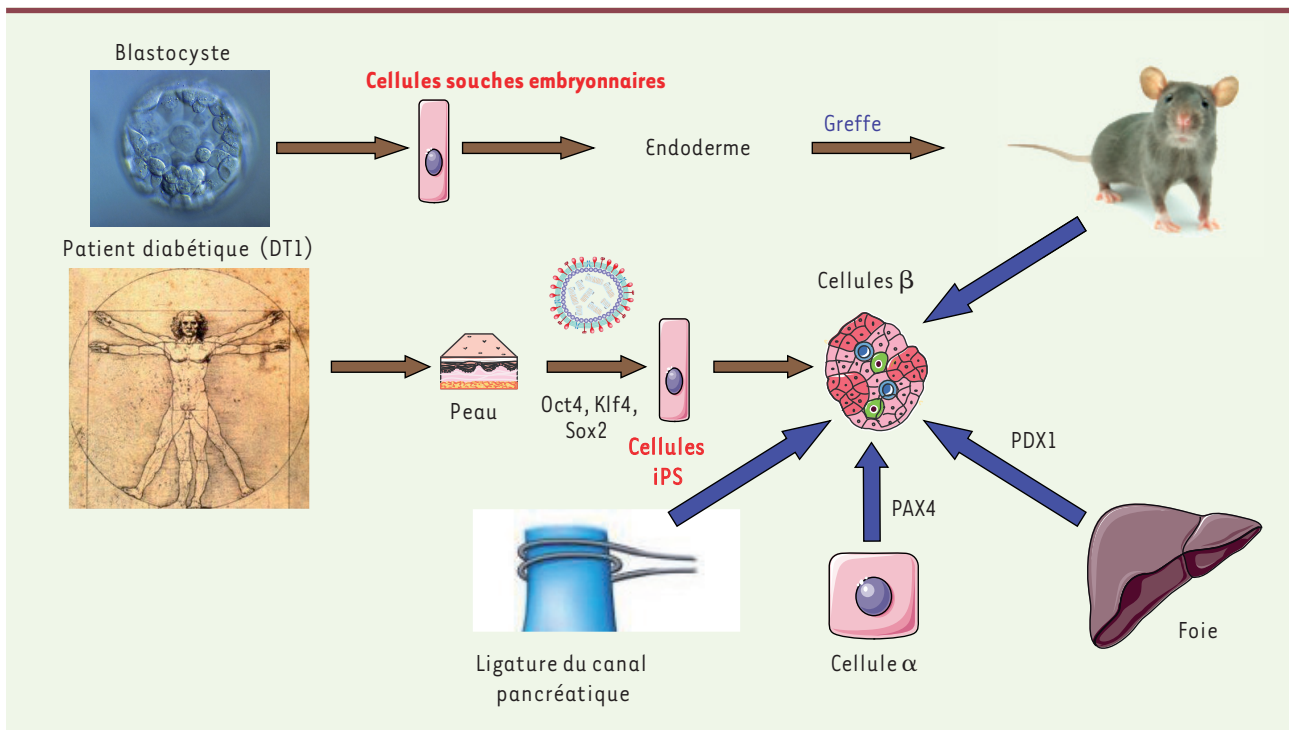 Blastocyste
Cellules souches embryonnaires
Endoderme
Greffe
Patient diabétique (DT1)
Peau
Oct4, Klf4,
Sox2
Cellules
iPS
Cellules β
PDX1
PAX4
Ligature du canal
pancréatique
Cellule α
Foie